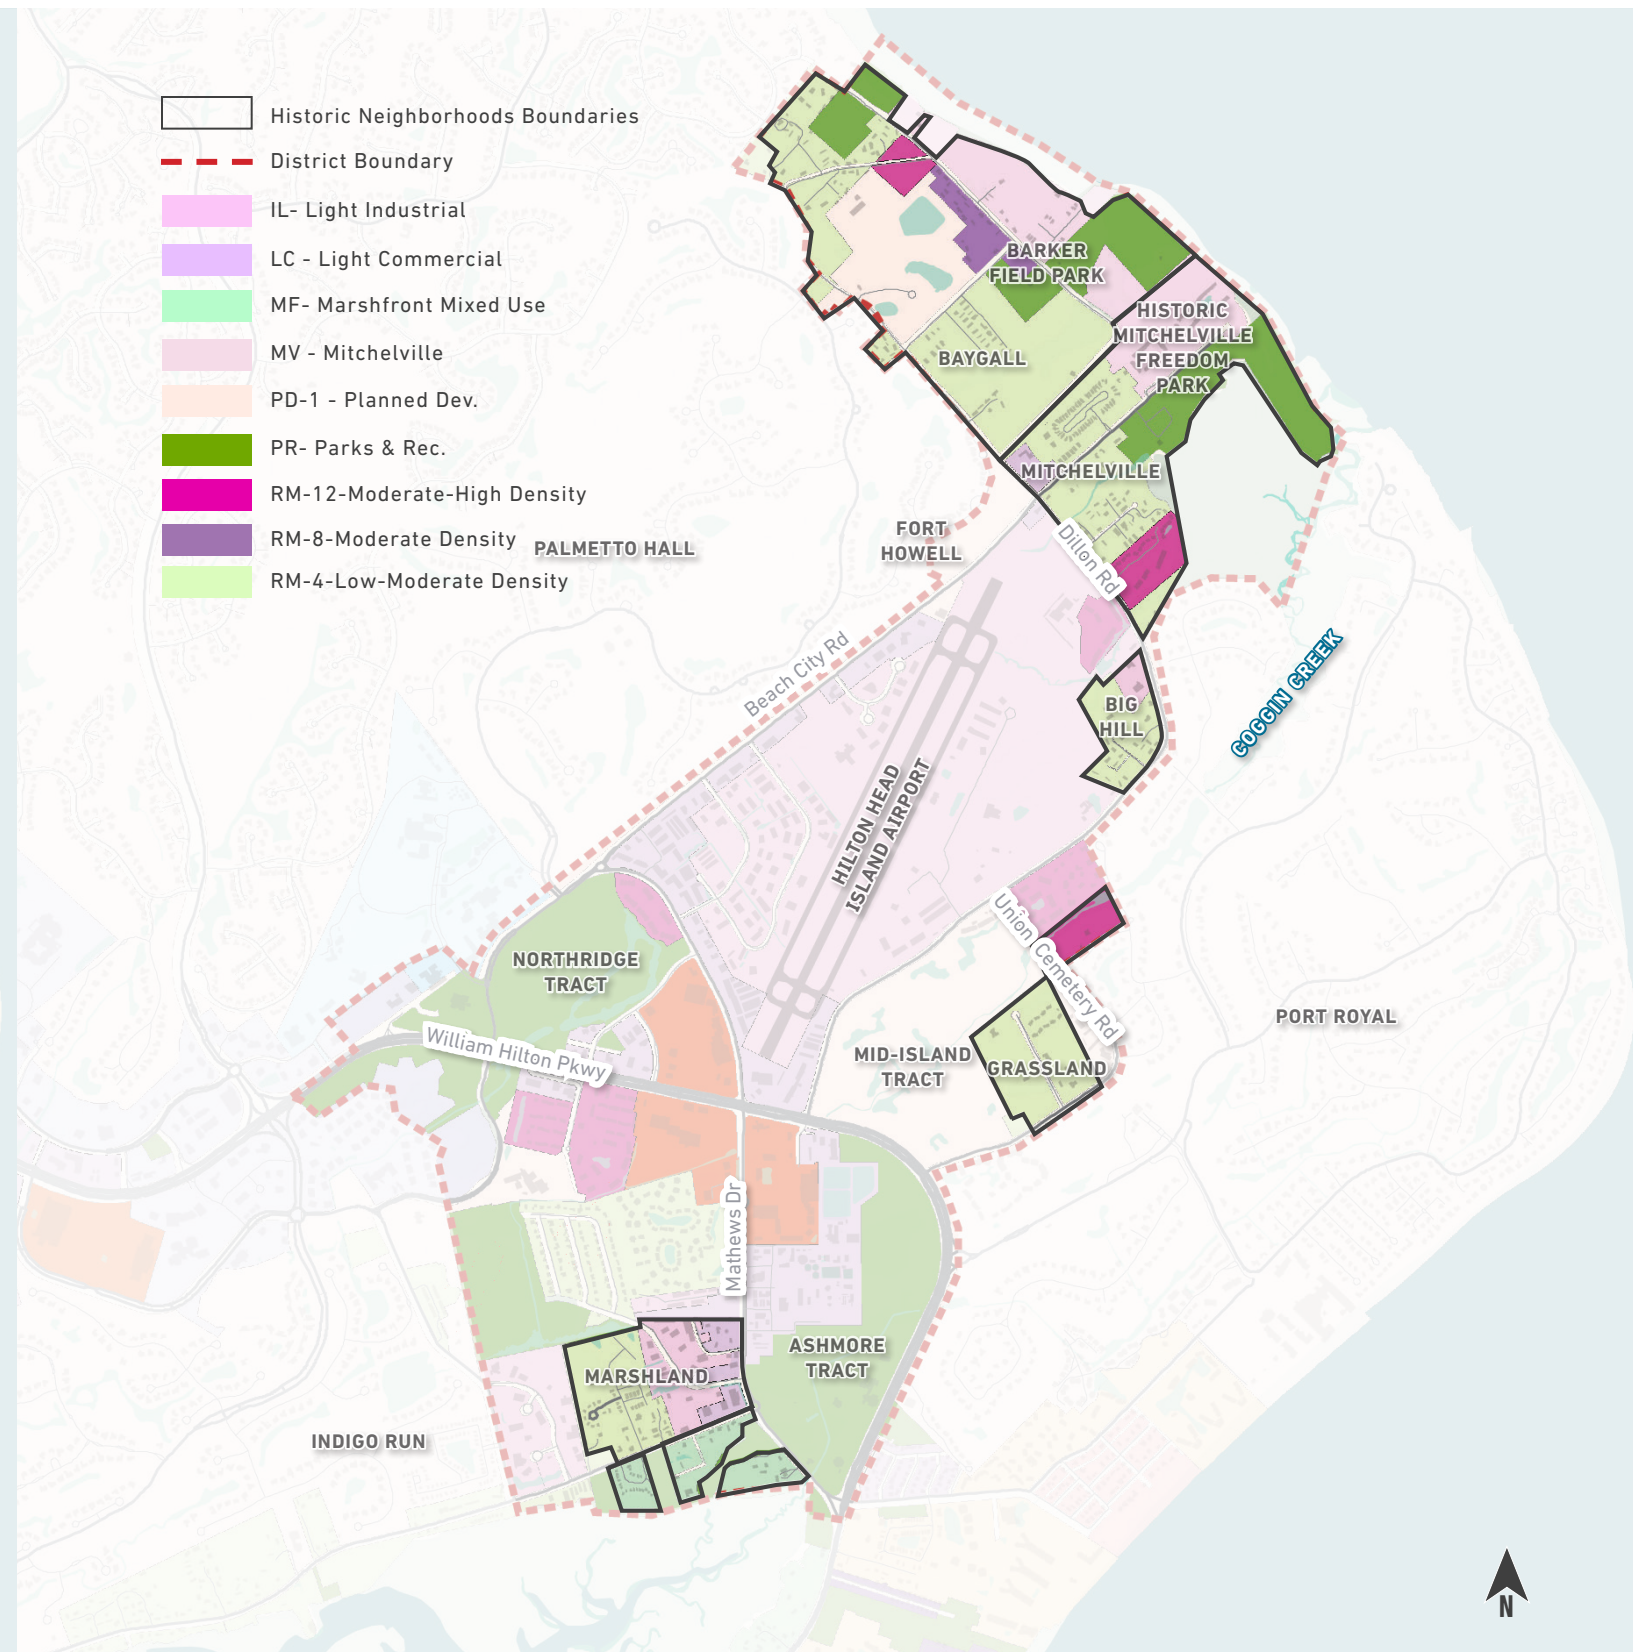 Historic Neighborhoods Boundaries
District Boundary
IL- Light Industrial
LC - Light Commercial
MF- Marshfront Mixed Use
MV - Mitchelville
PD-1 - Planned Dev.
PR- Parks & Rec.
RM-12-Moderate-High Density
RM-8-Moderate Density
RM-4-Low-Moderate Density
BARKER
FIELD PARK
HISTORIC
MITCHELVILLE
FREEDOM
PARK
BAYGALL
MITCHELVILLE
FORT
HOWELL
PALMETTO HALL
Dillon Rd
Beach City Rd
COGGIN CREEK
BIG
HILL
HILTON HEAD
ISLAND AIRPORT
Union Cemetery Rd
NORTHRIDGE
TRACT
William Hilton Pkwy
MID-ISLAND
TRACT
GRASSLAND
PORT ROYAL
Mathews Dr
ASHMORE
TRACT
MARSHLAND
INDIGO RUN
N